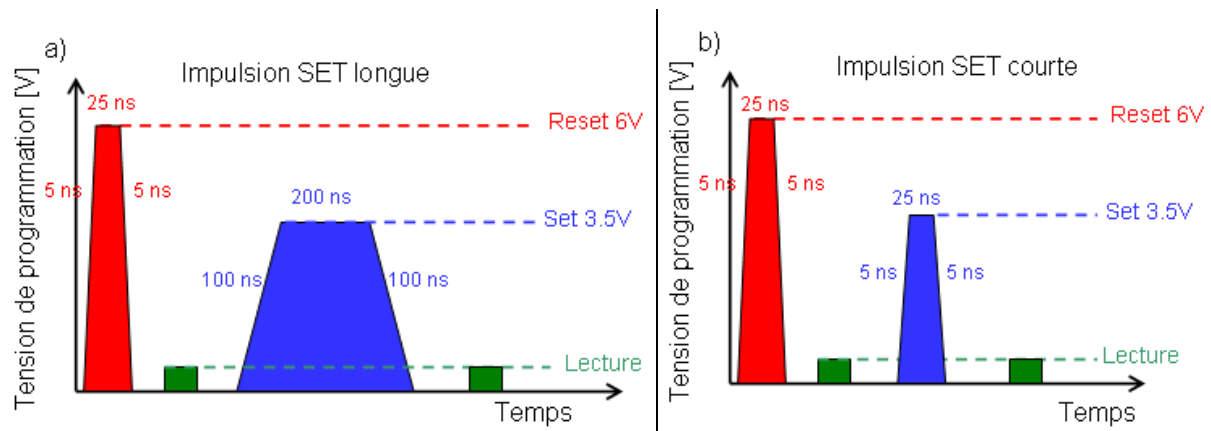 a)
Impulsion SET longue
Tension de programmation [V]
25 ns
Reset 6V
5 ns
5 ns
200 ns
Set 3.5V
100 ns
100 ns
Lecture
Temps
b)
Impulsion SET courte
Tension de programmation [V]
25 ns
Reset 6V
5 ns
5 ns
25 ns
Set 3.5V
5 ns
5 ns
Lecture
Temps